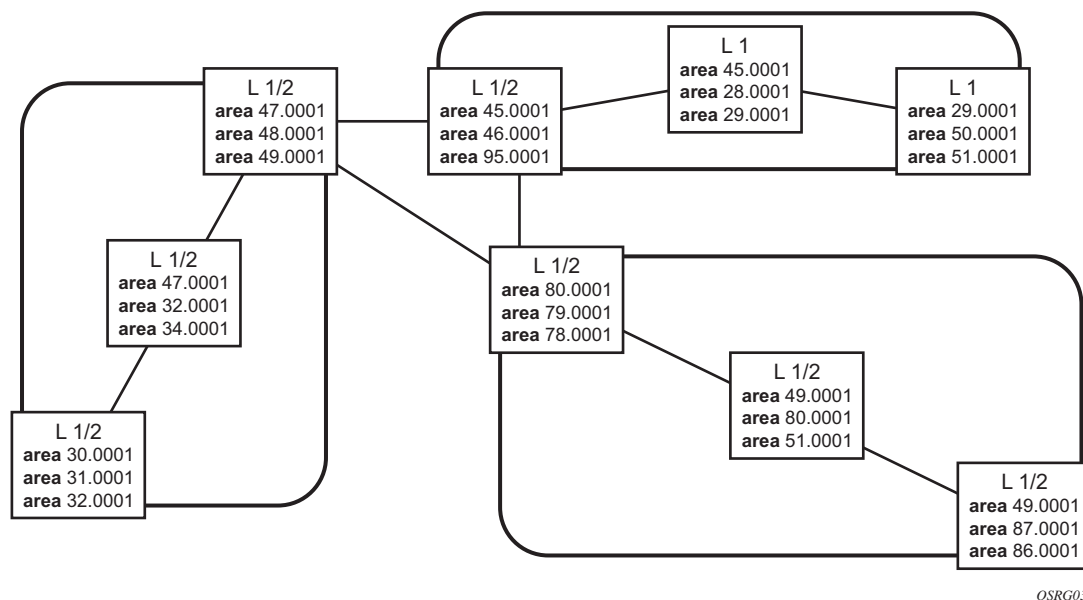 L 1
area 45.0001
area 28.0001
area 29.0001
L 1/2
area 47.0001
area 48.0001
area 49.0001
L 1/2
area 45.0001
area 46.0001
area 95.0001
L 1
area 29.0001
area 50.0001
area 51.0001
L 1/2
area 47.0001
area 32.0001
area 34.0001
L 1/2
area 80.0001
area 79.0001
area 78.0001
L 1/2
area 49.0001
area 80.0001
area 51.0001
L 1/2
area 30.0001
area 31.0001
area 32.0001
L 1/2
area 49.0001
area 87.0001
area 86.0001